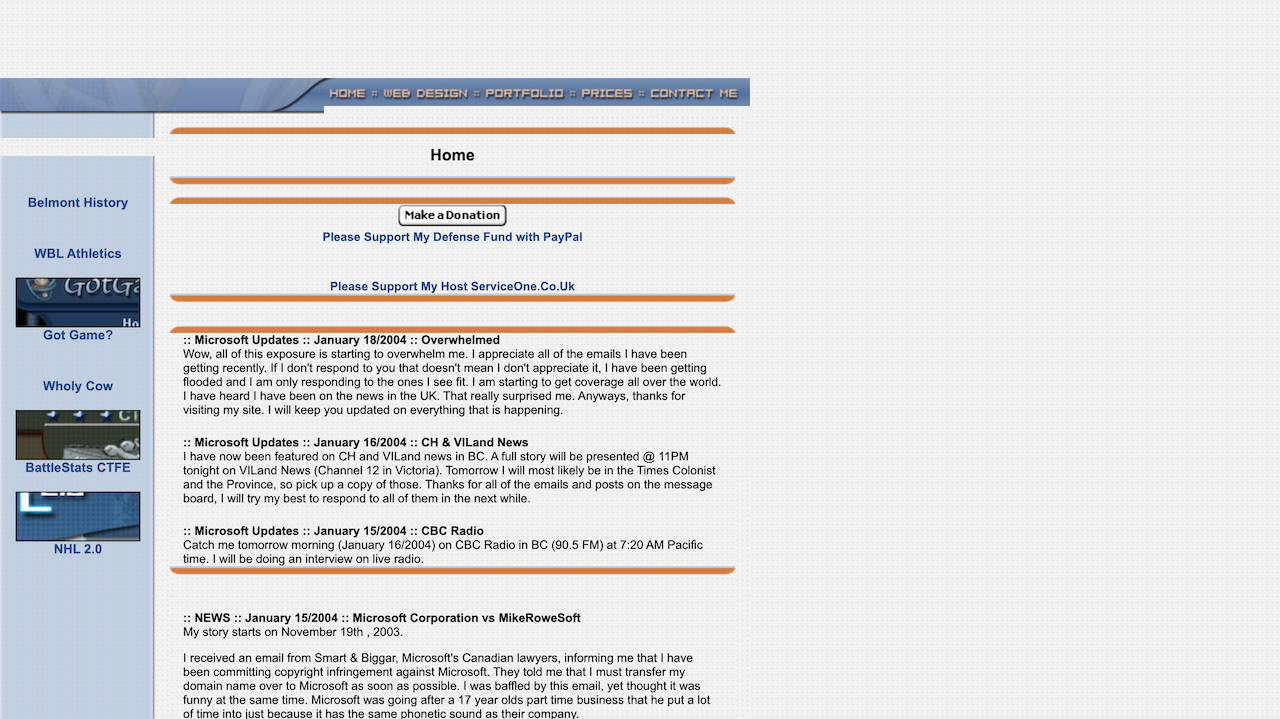 HOME :: WEB DESIGN :: PORTFOLIO :: PRICES :: CONTACT ME
Home
Make a Donation
Please Support My Defense Fund with PayPal
Please Support My Host ServiceOne.Co.Uk
Belmont History
WBL Athletics
GotGa
Ho
Got Game?
Wholy Cow
CT
BattleStats CTFE
NHL 2.0
:: Microsoft Updates :: January 18/2004 :: Overwhelmed
Wow, all of this exposure is starting to overwhelm me. I appreciate all of the emails I have been
getting recently. If I don't respond to you that doesn't mean I don't appreciate it, I have been getting
flooded and I am only responding to the ones I see fit. I am starting to get coverage all over the world.
I have heard I have been on the news in the UK. That really surprised me. Anyways, thanks for
visiting my site. I will keep you updated on everything that is happening.
:: Microsoft Updates :: January 16/2004 :: CH & VILand News
I have now been featured on CH and VILand news in BC. A full story will be presented @ 11PM
tonight on VILand News (Channel 12 in Victoria). Tomorrow I will most likely be in the Times Colonist
and the Province, so pick up a copy of those. Thanks for all of the emails and posts on the message
board, I will try my best to respond to all of them in the next while.
:: Microsoft Updates :: January 15/2004 :: CBC Radio
Catch me tomorrow morning (January 16/2004) on CBC Radio in BC (90.5 FM) at 7:20 AM Pacific
time. I will be doing an interview on live radio.
:: NEWS :: January 15/2004 :: Microsoft Corporation vs MikeRoweSoft
My story starts on November 19th , 2003.
I received an email from Smart & Biggar, Microsoft's Canadian lawyers, informing me that I have
been committing copyright infringement against Microsoft. They told me that I must transfer my
domain name over to Microsoft as soon as possible. I was baffled by this email, yet thought it was
funny at the same time. Microsoft was going after a 17 year olds part time business that he put a lot
of time into just because it has the same phonetic sound as their company.